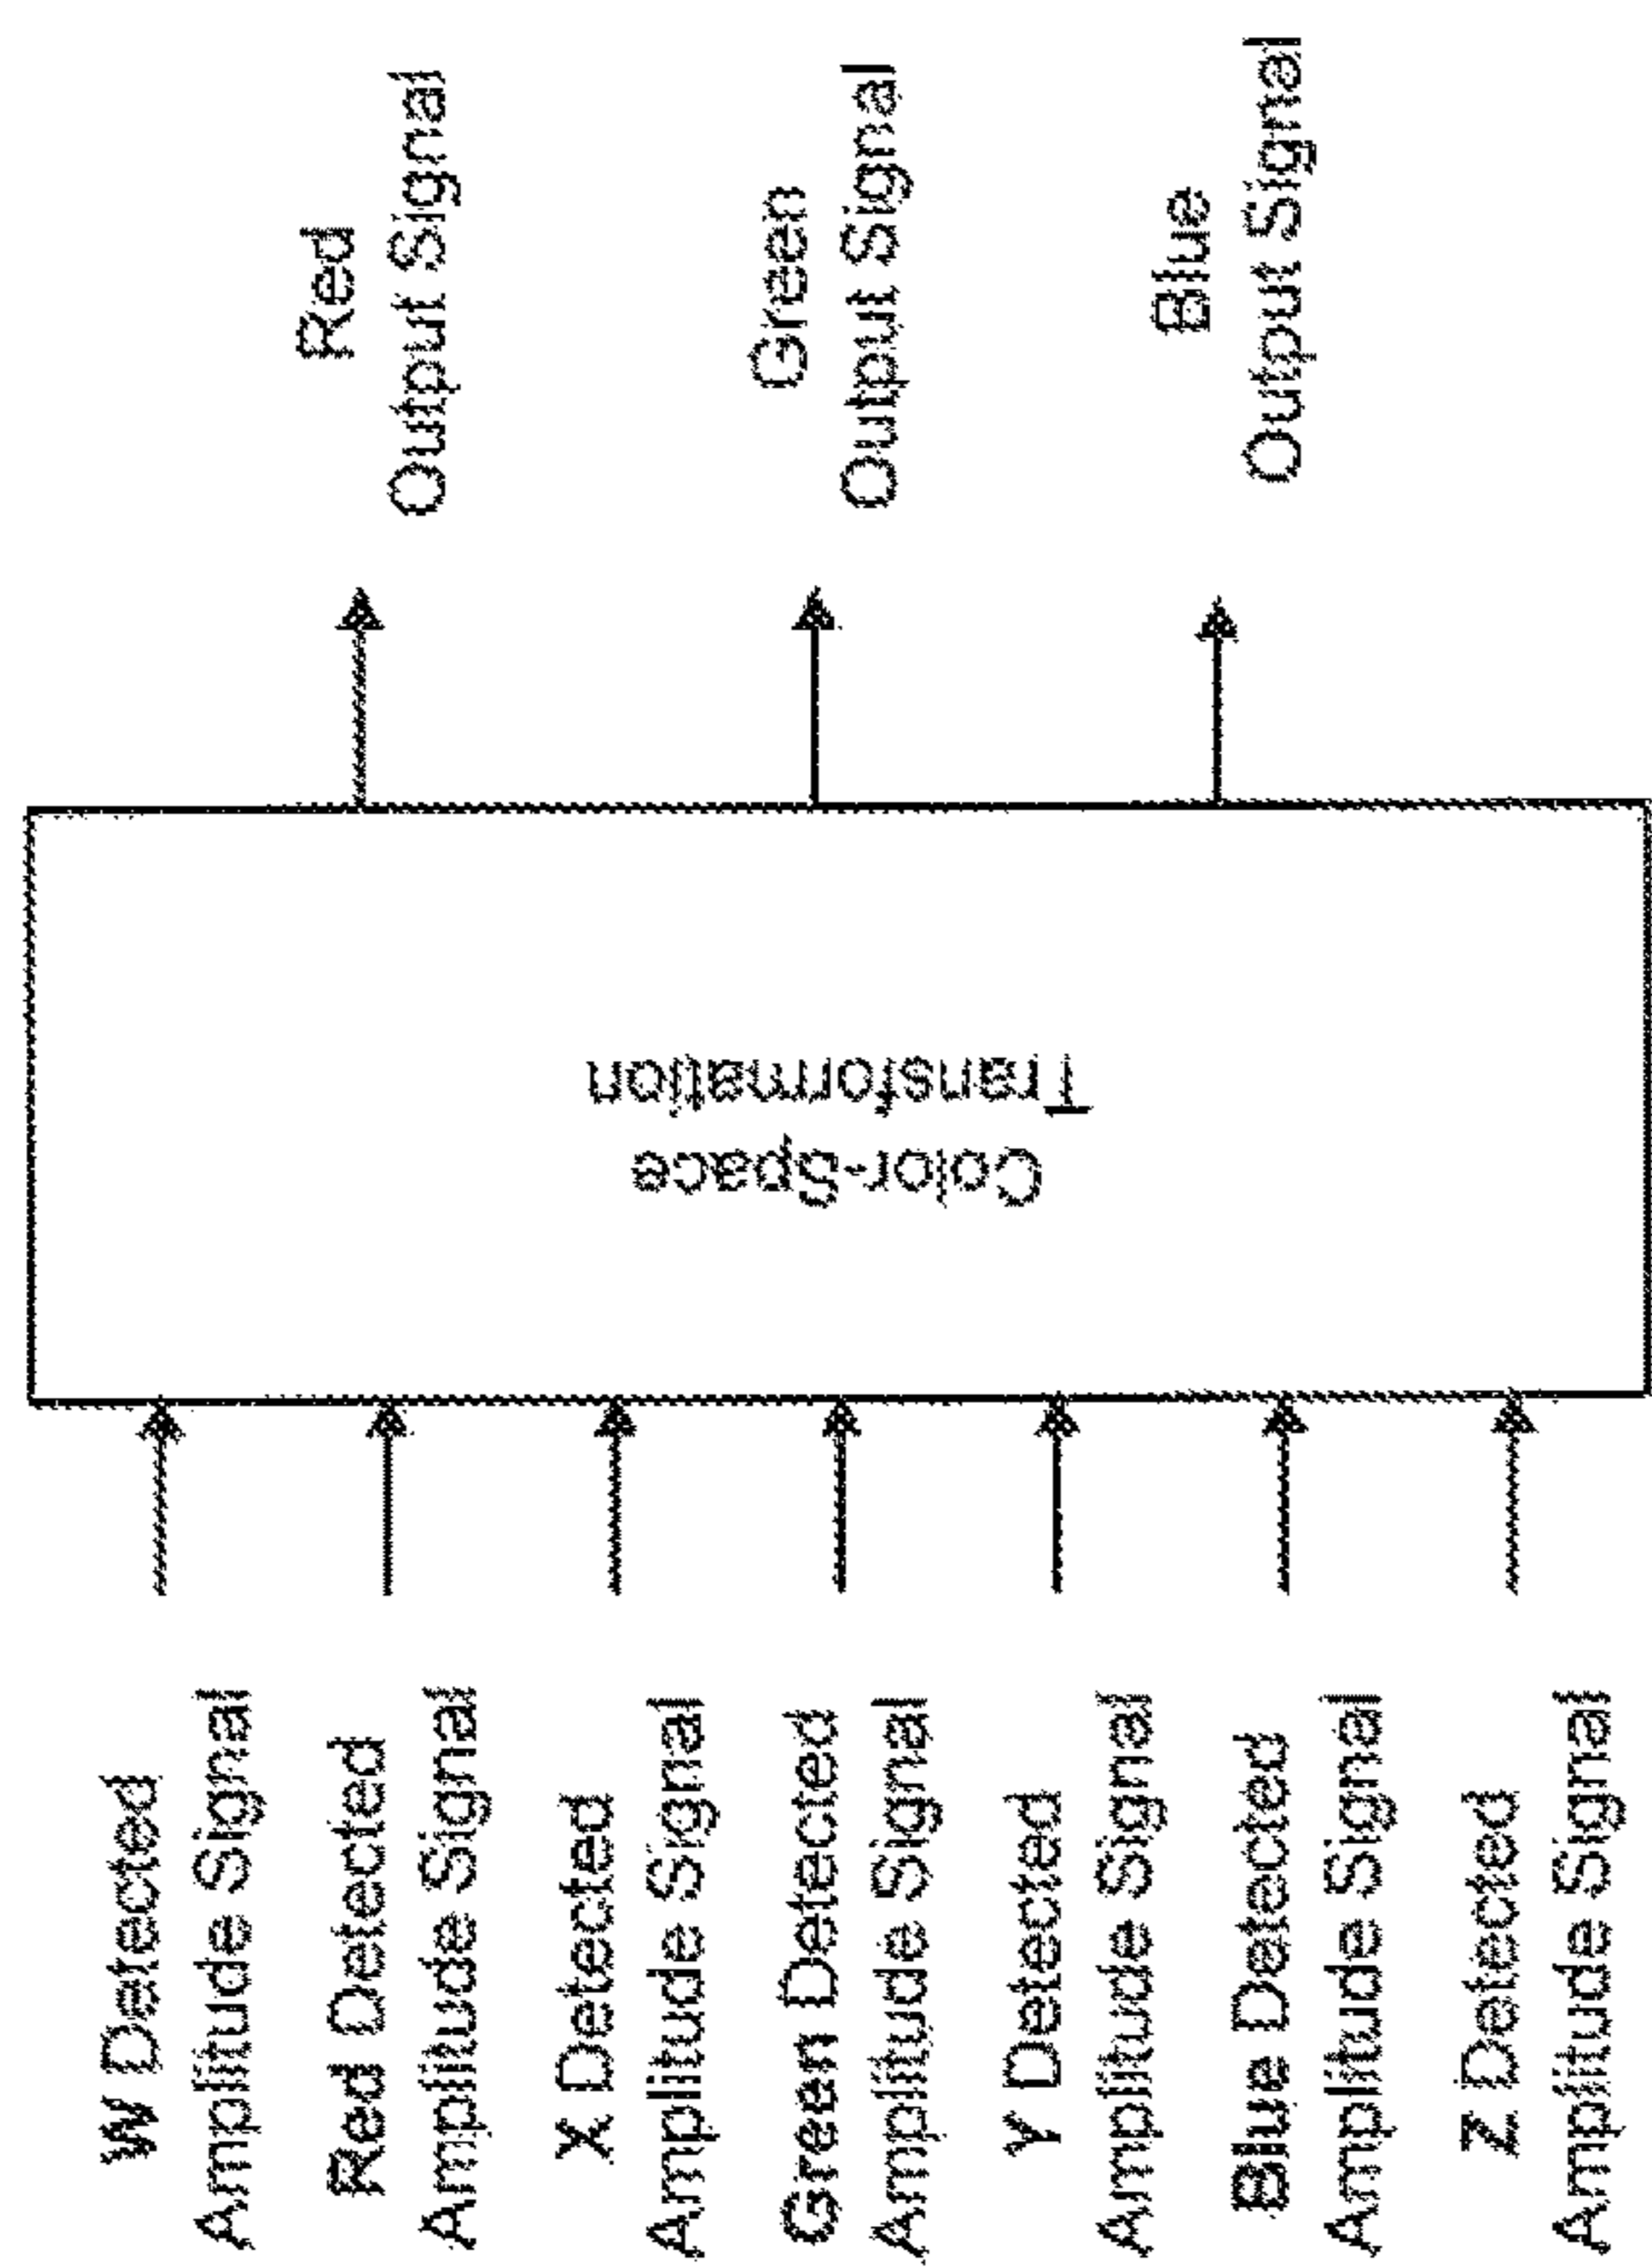 W Detected
Amplitude Signal
Red Detected
Amplitude Signal
X Detected
Amplitude Signal
Green Detected
Amplitude Signal
Y Detected
Amplitude Signal
Blue Detected
Amplitude Signal
Z Detected
Amplitude Signal
Color-Space
Transformation
Red
Output Signal
Green
Output Signal
Blue
Output Signal